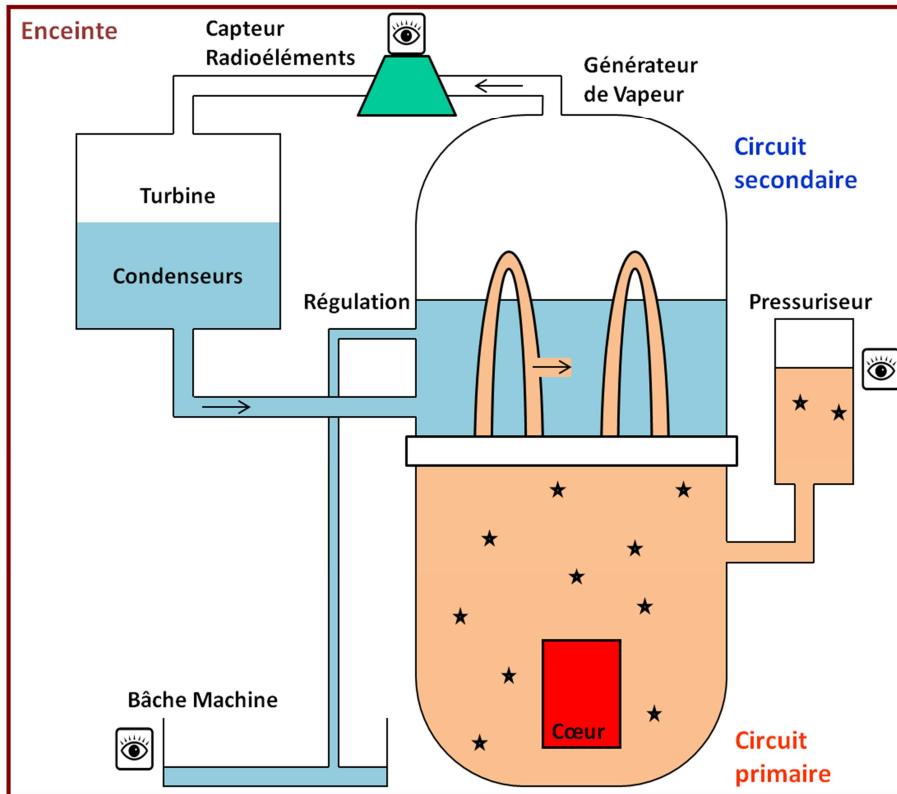 Enceinte
Capteur
Radioéléments
Générateur
de Vapeur
Circuit
secondaire
Turbine
Condenseurs
Régulation
Pressuriseur
Bâche Machine
Cœur
Circuit
primaire